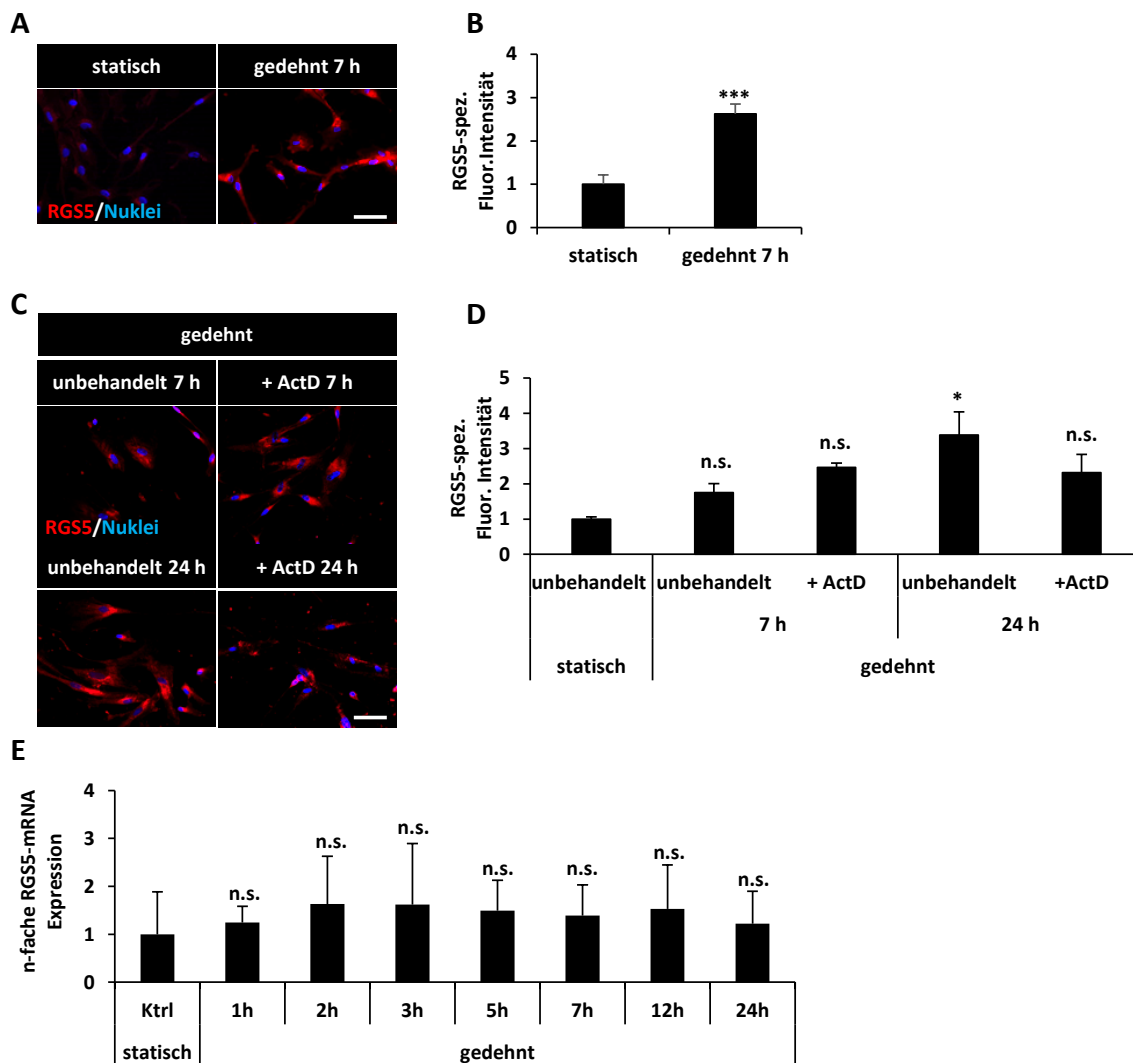 A
statisch
gedehnt 7 h
RGS5/Nuklei
B
RGS5-spez.
Fluor.Intensität
4
3
2
1
0
***
statisch
gedehnt 7 h
C
gedehnt
unbehandelt 7 h
+ ActD 7 h
RGS5/Nuklei
unbehandelt 24 h
+ ActD 24 h
D
RGS5-spez.
Fluor. Intensität
5
4
3
2
1
0
n.s.
n.s.
*
n.s.
unbehandelt
unbehandelt
+ ActD
unbehandelt
+ActD
7 h
24 h
statisch
gedehnt
E
n-fache RGS5-mRNA
Expression
4
3
2
1
0
n.s.
n.s.
n.s.
n.s.
n.s.
n.s.
n.s.
Ktrl
1h
2h
3h
5h
7h
12h
24h
statisch
gedehnt